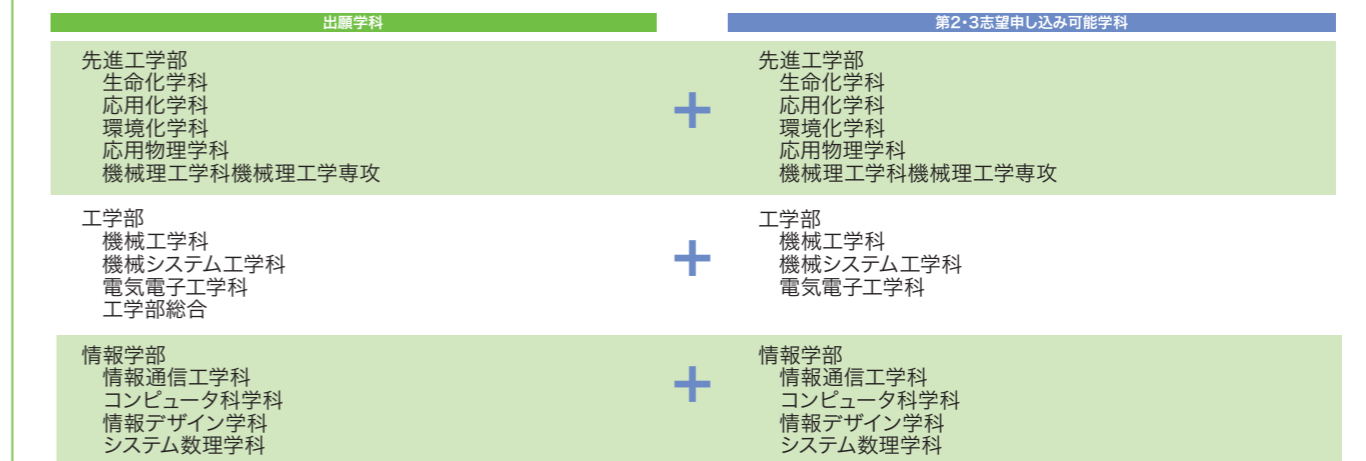 出願学科
第2・3志望申し込み可能学科
先進工学部
生命化学科
応用化学科
環境化学科
応用物理学科
機械理工学科機械理工学専攻
+
先進工学部
生命化学科
応用化学科
環境化学科
応用物理学科
機械理工学科機械理工学専攻
工学部
機械工学科
機械システム工学科
電気電子工学科
工学部総合
+
工学部
機械工学科
機械システム工学科
電気電子工学科
情報学部
情報通信工学科
コンピュータ科学科
情報デザイン学科
システム数理学科
+
情報学部
情報通信工学科
コンピュータ科学科
情報デザイン学科
システム数理学科